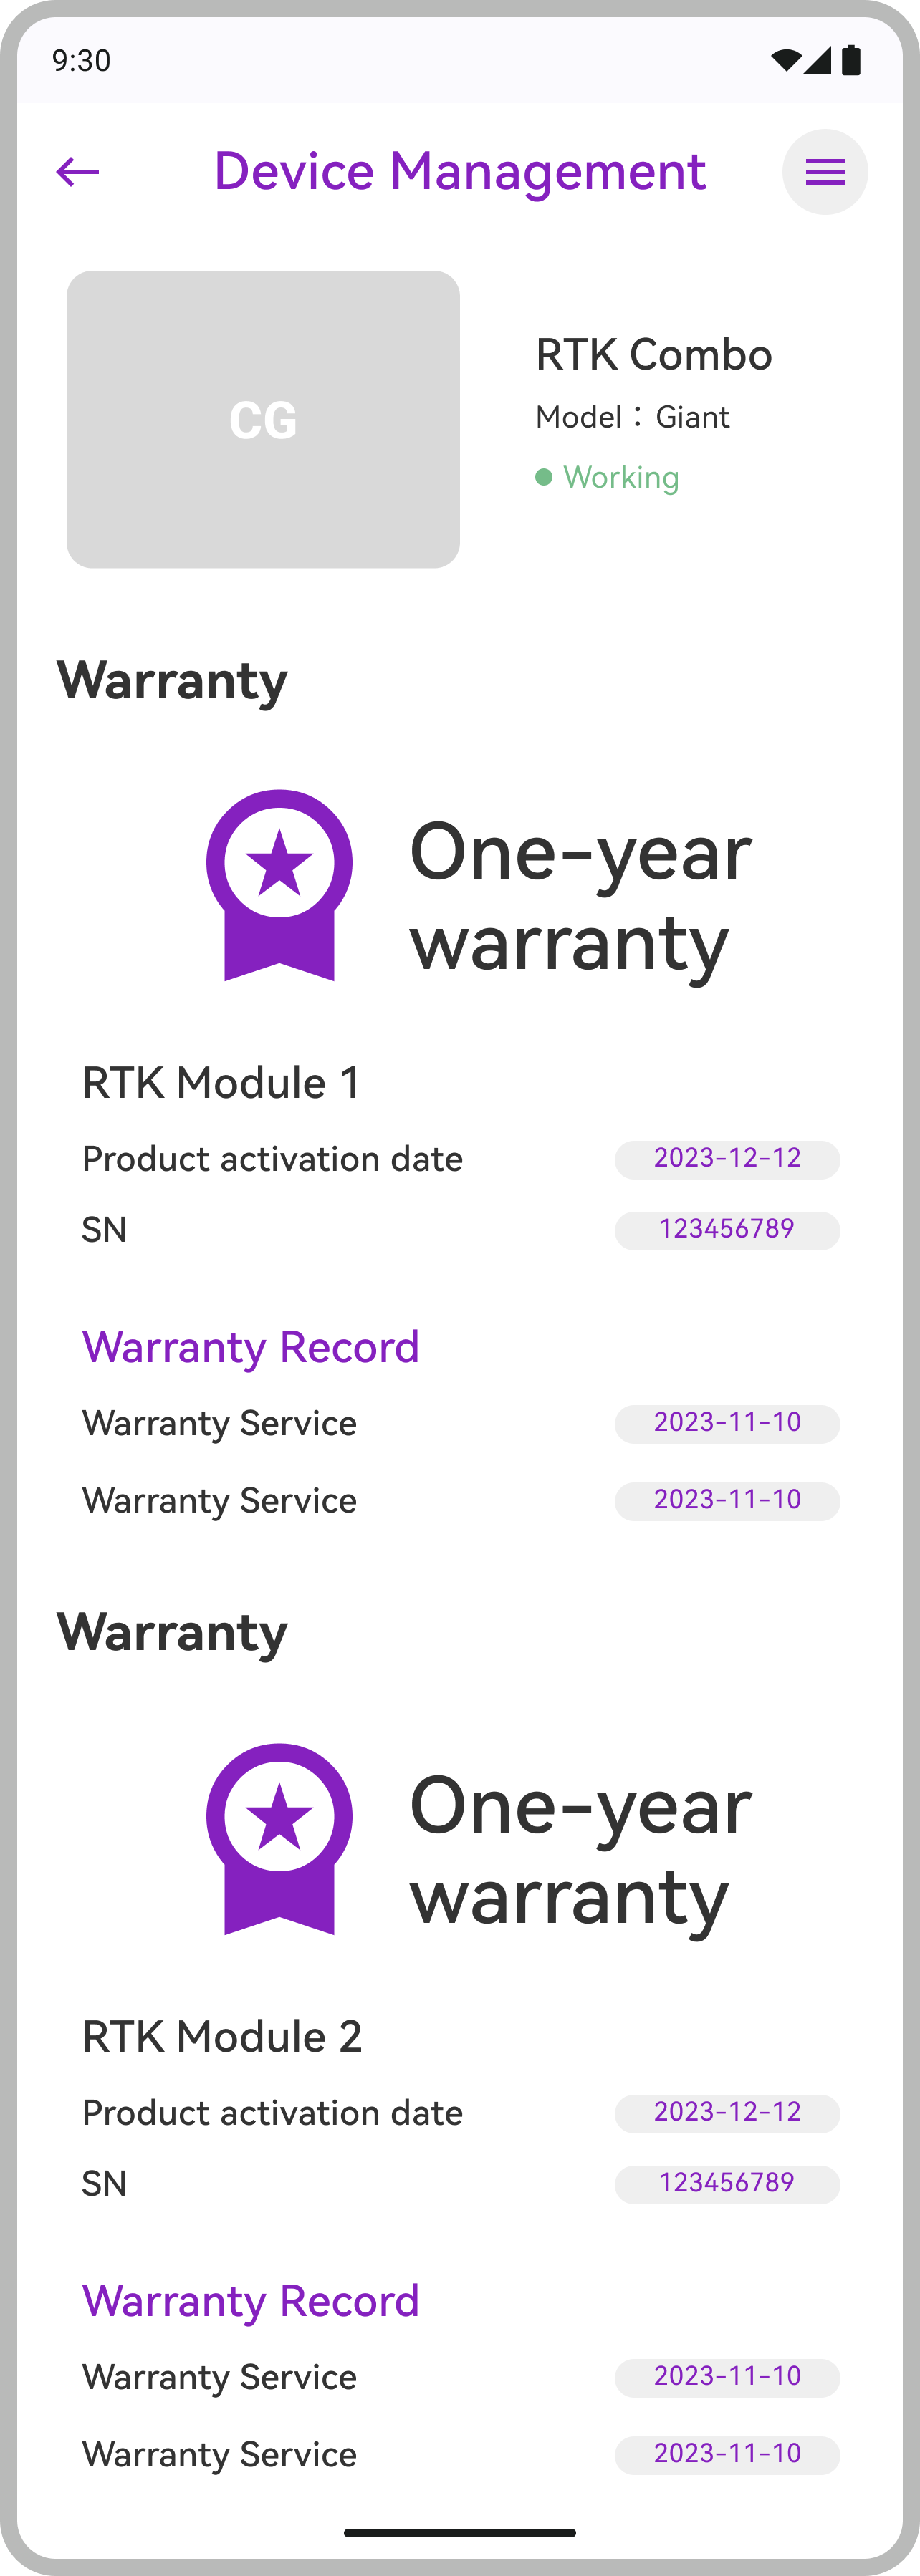 9:30
Device Management
CG
RTK Combo
Model：Giant
Working
Warranty
One-year
warranty
RTK Module 1
Product activation date 2023-12-12
SN 123456789
Warranty Record
Warranty Service 2023-11-10
Warranty Service 2023-11-10
Warranty
One-year
warranty
RTK Module 2
Product activation date 2023-12-12
SN 123456789
Warranty Record
Warranty Service 2023-11-10
Warranty Service 2023-11-10